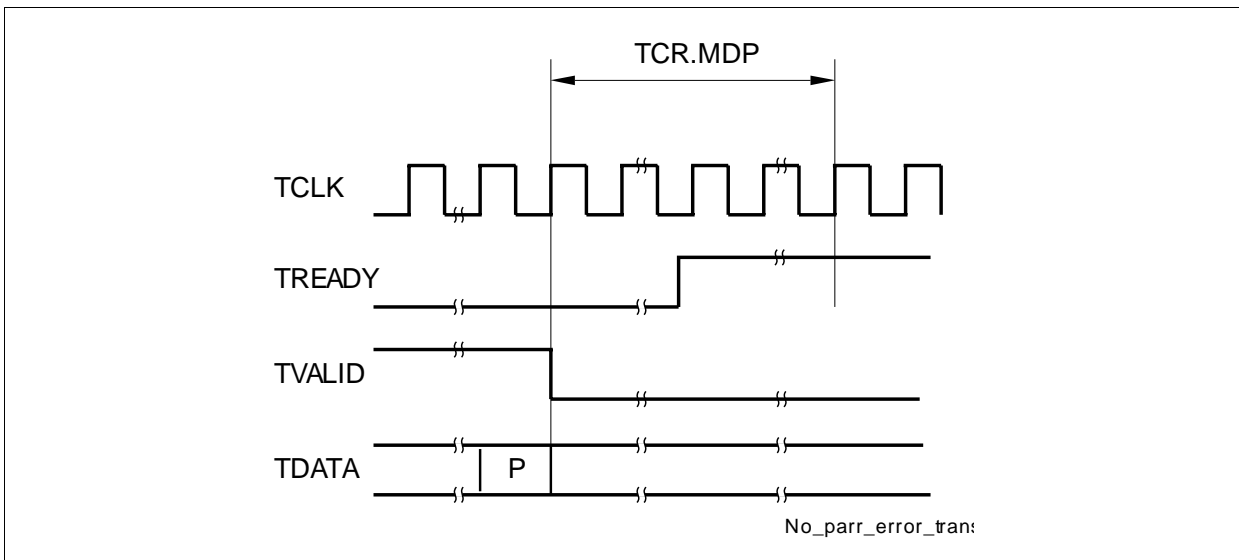 TCR.MDP
TCLK
TREADY
TVALID
TDATA
P
No_parr_error_trans